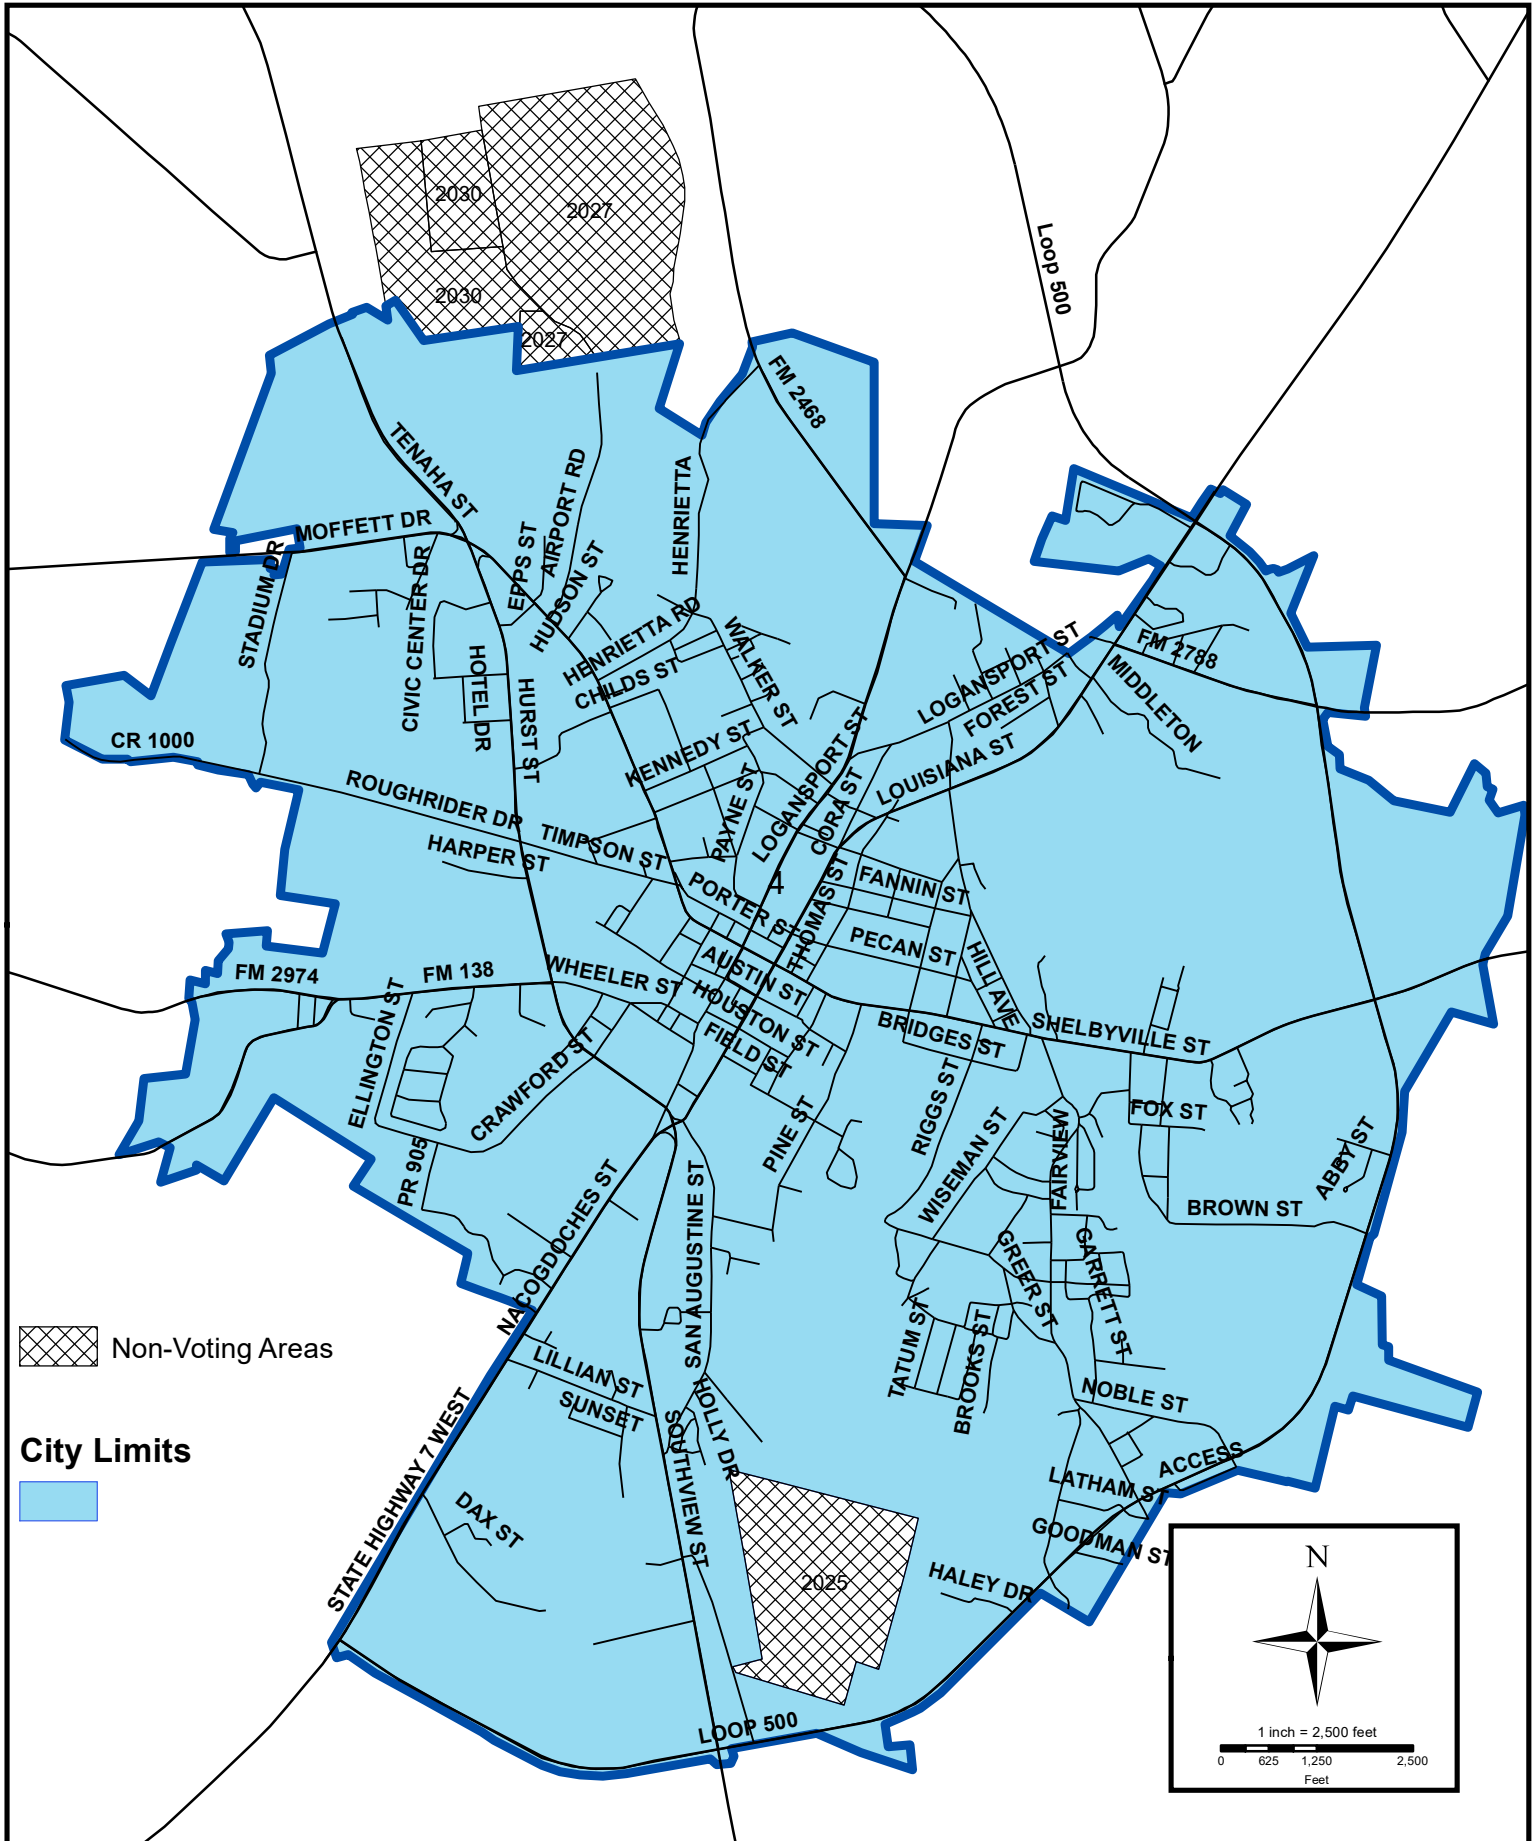 2030
2027
Loop 500
2030
2027
FM 2468
TENAHA ST
AIRPORT RD
HENRIETTA
MOFFETT DR
EPPS ST
HUDSON ST
STADIUM DR
CIVIC CENTER DR
HENRIETTA RD
WALKER ST
LOGANSPORT ST
FM 2788
HOTEL DR
HURST ST
CHILDS ST
FOREST ST
MIDDLETON
CR 1000
KENNEDY ST
LOGANSPORT ST
LOUISIANA ST
ROUGHRIDER DR
PAYNE ST
CORA ST
HARPER ST
TIMPSON ST
4
PORTER ST
THOMAS ST
FANNIN ST
PECAN ST
FM 2974
FM 138
WHEELER ST
AUSTIN ST
HILL AVE
ELLINGTON ST
HOUSTON ST
FIELD ST
BRIDGES ST
SHELBYVILLE ST
CRAWFORD ST
PINE ST
RIGGS ST
FOX ST
PR 905
WISEMAN ST
FAIRVIEW
ABBY ST
BROWN ST
NACOGDOCHES ST
SAN AUGUSTINE ST
GREER ST
GARRETT ST
Non-Voting Areas
LILLIAN ST
TATUM ST
BROOKS ST
NOBLE ST
SUNSET
HOLLY DR
SOUTHVIEW ST
City Limits
STATE HIGHWAY 7 WEST
ACCESS
LATHAM ST
DAX ST
GOODMAN ST
2025
HALEY DR
LOOP 500
N
1 inch = 2,500 feet
0 625 1,250 2,500
Feet